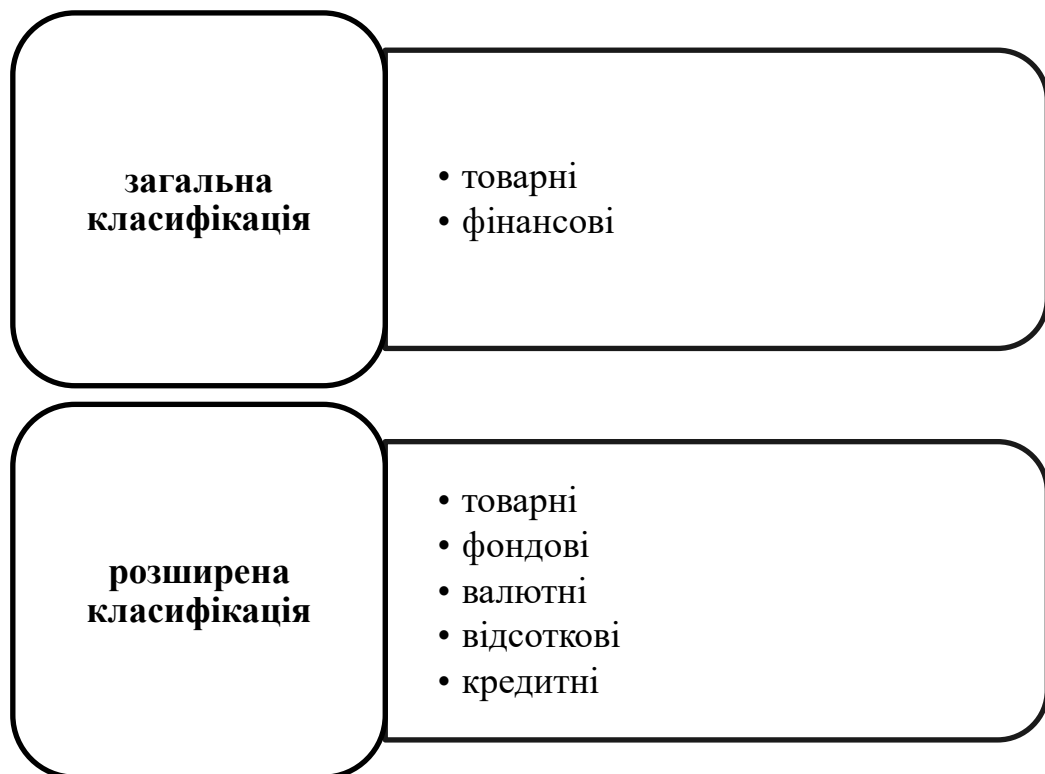 загальна
класифікація
• товарні
• фінансові
розширена
класифікація
• товарні
• фондові
• валютні
• відсоткові
• кредитні